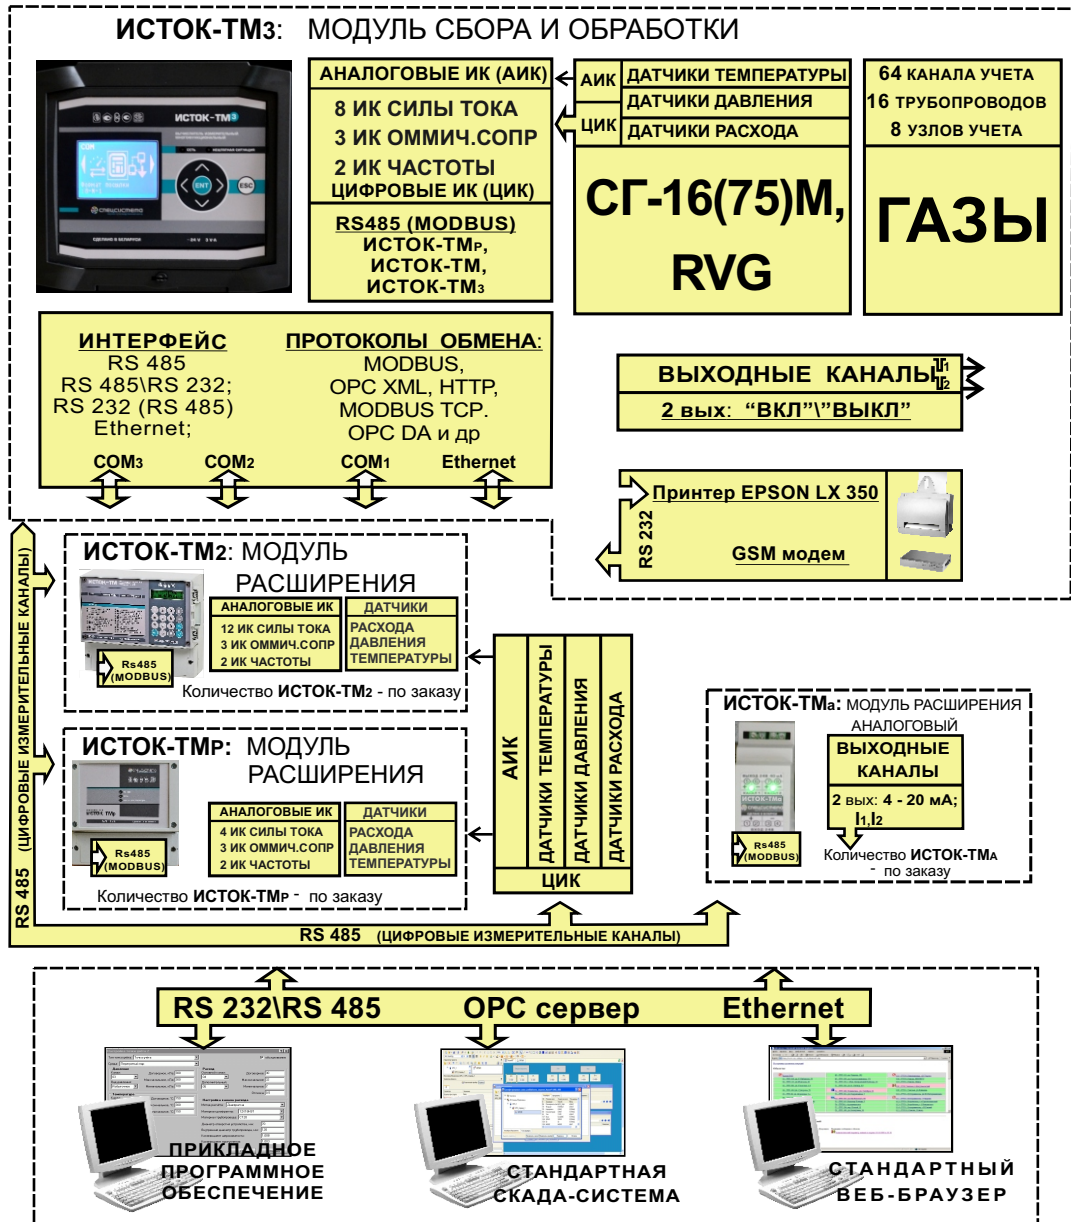 ИСТОК-ТМ3: МОДУЛЬ СБОРА И ОБРАБОТКИ
ИСТОК-ТМ3
ENT
ESC
СПЕЦСИСТЕМА
СДЕЛАНО В БЕЛАРУСИ
АНАЛОГОВЫЕ ИК (АИК)
8 ИК СИЛЫ ТОКА
3 ИК ОММИЧ.СОПР
2 ИК ЧАСТОТЫ
ЦИФРОВЫЕ ИК (ЦИК)
RS485 (MODBUS)
ИСТОК-ТМР,
ИСТОК-ТМ,
ИСТОК-ТМ3
АИК
ЦИК
ДАТЧИКИ ТЕМПЕРАТУРЫ
ДАТЧИКИ ДАВЛЕНИЯ
ДАТЧИКИ РАСХОДА
СГ-16(75)М,
RVG
64 КАНАЛА УЧЕТА
16 ТРУБОПРОВОДОВ
8 УЗЛОВ УЧЕТА
ГАЗЫ
ИНТЕРФЕЙС
RS 485
RS 485\RS 232;
RS 232 (RS 485)
Ethernet;
ПРОТОКОЛЫ ОБМЕНА:
MODBUS,
OPC XML, HTTP,
MODBUS TCP.
OPC DA и др
COM3 COM2 COM1 Ethernet
ВЫХОДНЫЕ КАНАЛЫ
1
2
2 вых: “ВКЛ”\”ВЫКЛ”
RS 232
Принтер EPSON LX 350
GSM модем
RS 485 (ЦИФРОВЫЕ ИЗМЕРИТЕЛЬНЫЕ КАНАЛЫ)
ИСТОК-ТМ2: МОДУЛЬ
РАСШИРЕНИЯ
АНАЛОГОВЫЕ ИК
12 ИК СИЛЫ ТОКА
3 ИК ОММИЧ.СОПР
2 ИК ЧАСТОТЫ
ДАТЧИКИ
РАСХОДА
ДАВЛЕНИЯ
ТЕМПЕРАТУРЫ
Rs485
(MODBUS)
Количество ИСТОК-ТМ2 - по заказу
ИСТОК-ТМР: МОДУЛЬ
РАСШИРЕНИЯ
АНАЛОГОВЫЕ ИК
4 ИК СИЛЫ ТОКА
3 ИК ОММИЧ.СОПР
2 ИК ЧАСТОТЫ
ДАТЧИКИ
РАСХОДА
ДАВЛЕНИЯ
ТЕМПЕРАТУРЫ
Rs485
(MODBUS)
Количество ИСТОК-ТМР - по заказу
АИК
ДАТЧИКИ ТЕМПЕРАТУРЫ
ДАТЧИКИ ДАВЛЕНИЯ
ДАТЧИКИ РАСХОДА
ЦИК
ИСТОК-ТМа: МОДУЛЬ РАСШИРЕНИЯ
АНАЛОГОВЫЙ
ИСТОК-ТМа
ВЫХОДНЫЕ
КАНАЛЫ
2 вых: 4 - 20 мА;
I1,I2
Rs485
(MODBUS)
Количество ИСТОК-ТМА
- по заказу
RS 485 (ЦИФРОВЫЕ ИЗМЕРИТЕЛЬНЫЕ КАНАЛЫ)
RS 232\RS 485 OPC сервер Ethernet
ПРИКЛАДНОЕ
ПРОГРАММНОЕ
ОБЕСПЕЧЕНИЕ
СТАНДАРТНАЯ
СКАДА-СИСТЕМА
СТАНДАРТНЫЙ
ВЕБ-БРАУЗЕР